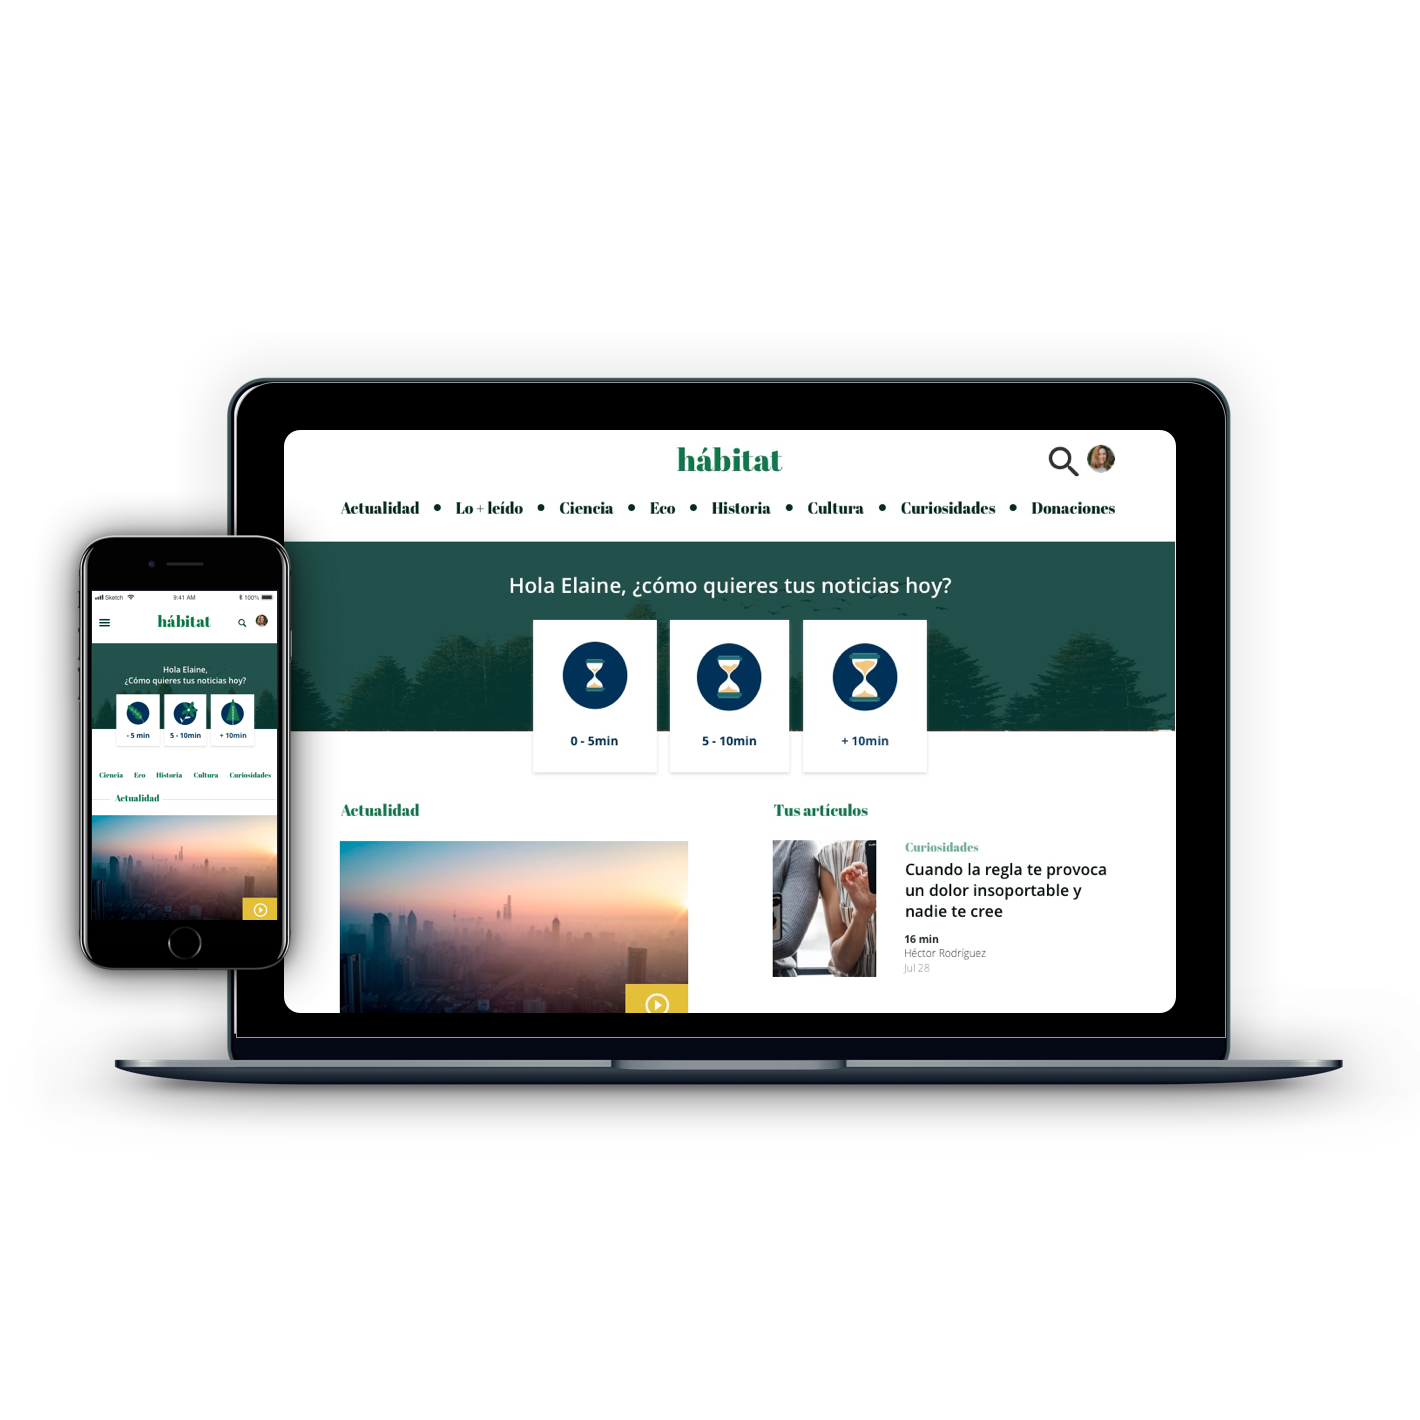 hábitat
Actualidad • Lo + leído • Ciencia • Eco • Historia • Cultura • Curiosidades • Donaciones
Hola Elaine, ¿cómo quieres tus noticias hoy?
0 - 5min
5 - 10min
+ 10min
Actualidad
Tus artículos
Curiosidades
Cuando la regla te provoca
un dolor insoportable y
nadie te cree
16 min
Héctor Rodríguez
Jul 28
Sketch 9:41 AM 100%
hábitat
Hola Elaine,
¿Cómo quieres tus noticias hoy?
- 5 min
5 - 10min
+ 10min
Ciencia Eco Historia Cultura Curiosidades
Actualidad